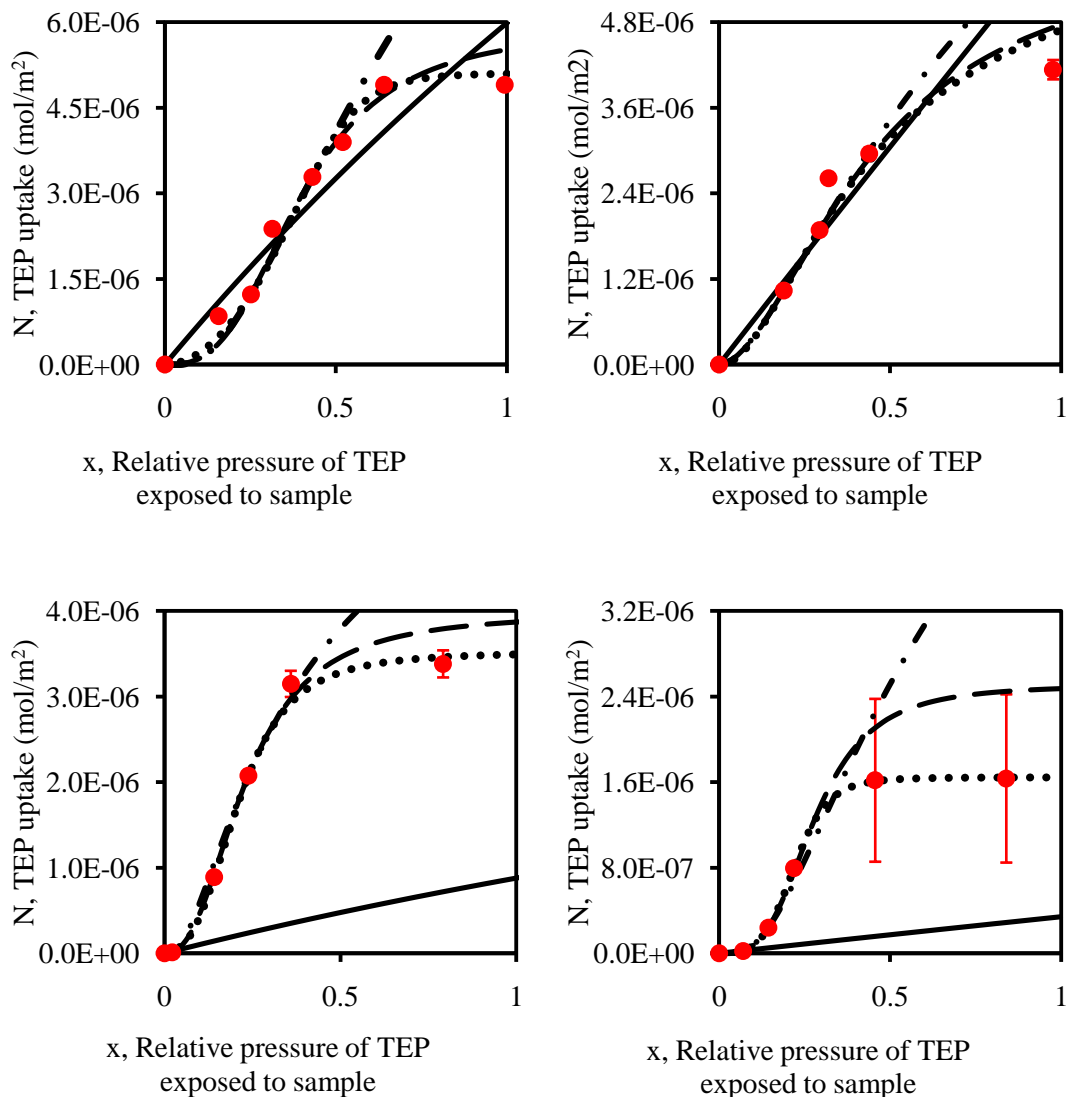 N, TEP uptake (mol/m²)
6.0E-06
4.5E-06
3.0E-06
1.5E-06
0.0E+00
0
0.5
1
x, Relative pressure of TEP
exposed to sample
N, TEP uptake (mol/m2)
4.8E-06
3.6E-06
2.4E-06
1.2E-06
0.0E+00
0
0.5
1
x, Relative pressure of TEP
exposed to sample
N, TEP uptake (mol/m²)
4.0E-06
3.0E-06
2.0E-06
1.0E-06
0.0E+00
0
0.5
1
x, Relative pressure of TEP
exposed to sample
N, TEP uptake (mol/m²)
3.2E-06
2.4E-06
1.6E-06
8.0E-07
0.0E+00
0
0.5
1
x, Relative pressure of TEP
exposed to sample